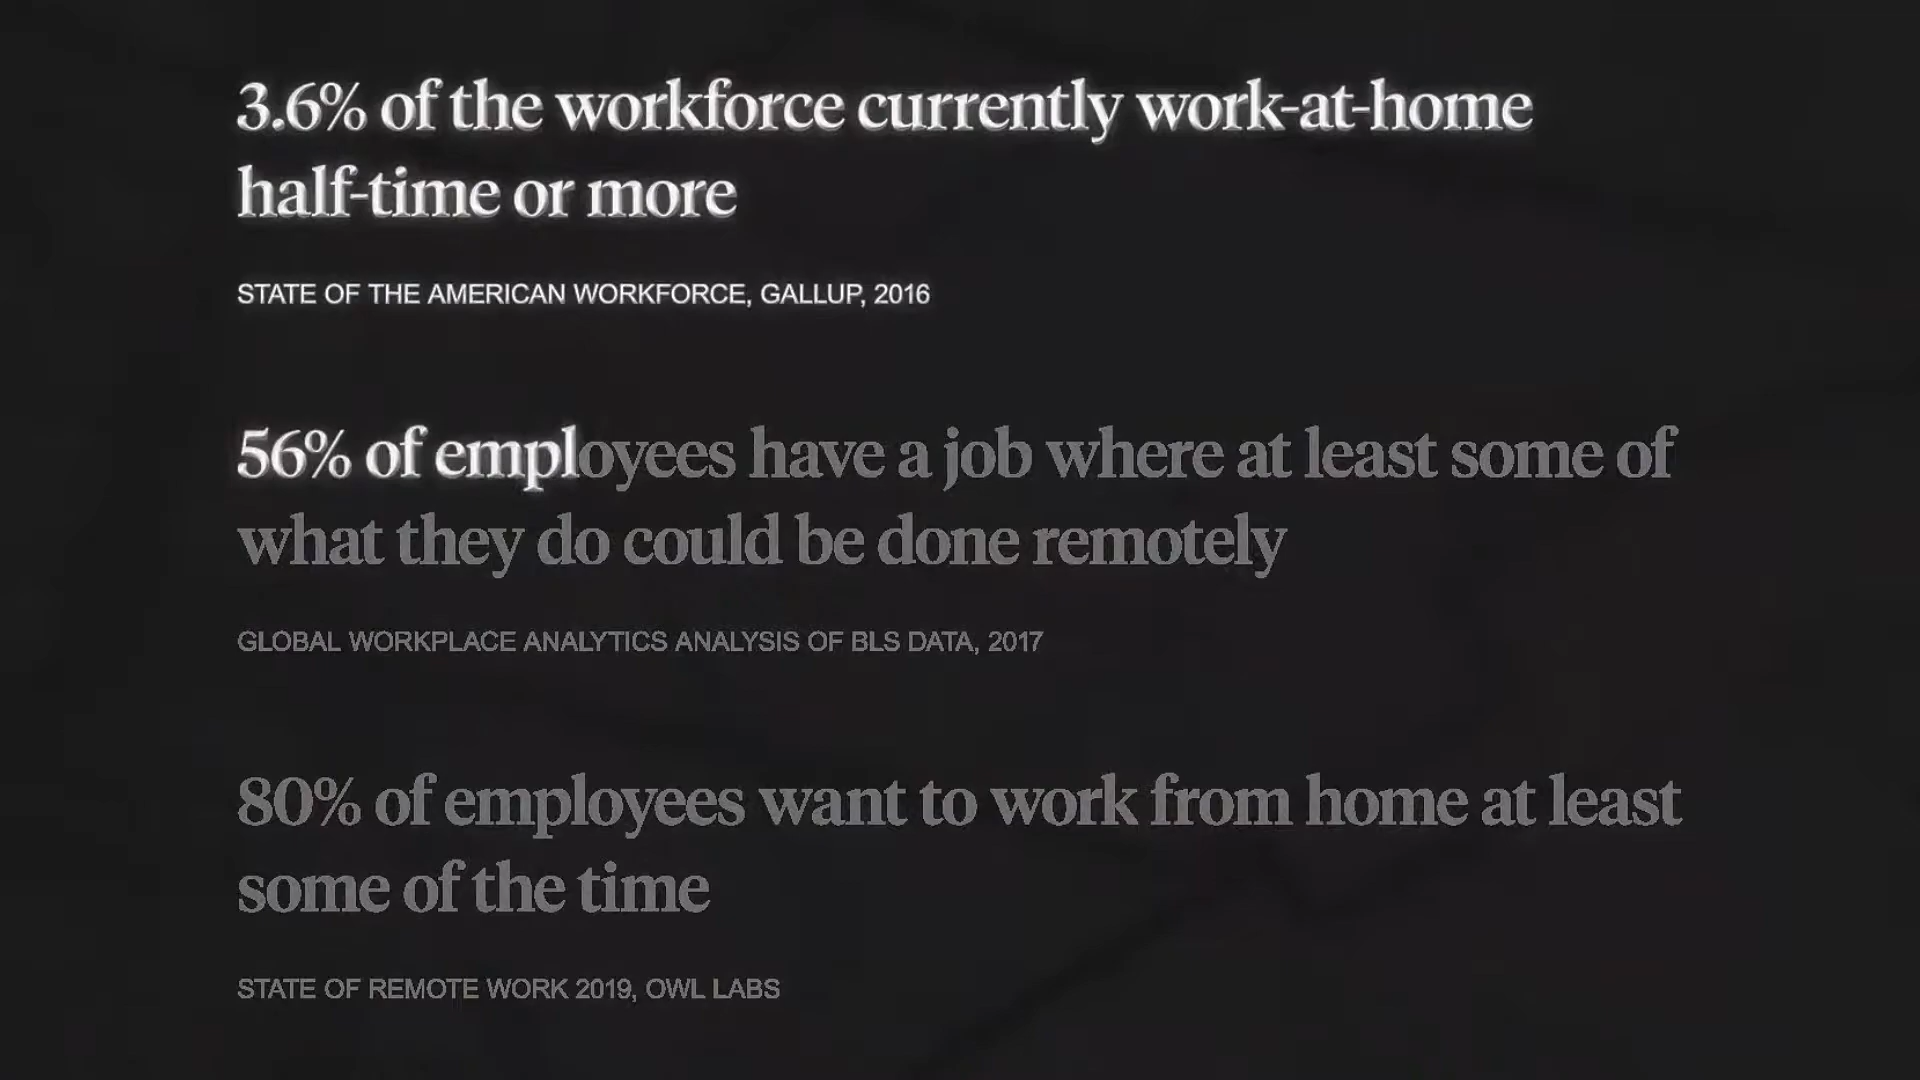 3.6% of the workforce currently work-at-home
half-time or more
STATE OF THE AMERICAN WORKFORCE, GALLUP, 2016
56% of employees have a job where at least some of
what they do could be done remotely
GLOBAL WORKPLACE ANALYTICS ANALYSIS OF BLS DATA, 2017
80% of employees want to work from home at least
some of the time
STATE OF REMOTE WORK 2019, OWL LABS